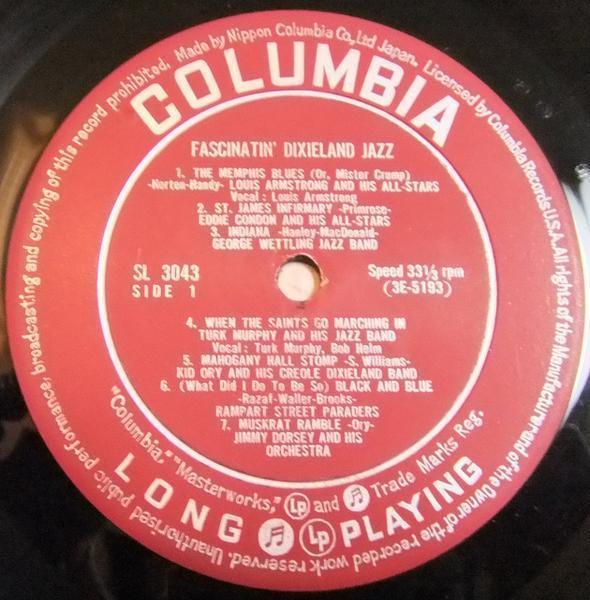 Made by Nippon Columbia Co., Ltd Japan. Licensed by Columbia Records U.S.A. All rights of the Manufacturer and of the Owner of the recorded work reserved. Unauthorised public performance, broadcasting and copying of this record prohibited.
COLUMBIA
FASCINATIN' DIXIELAND JAZZ
1. THE MEMPHIS BLUES (Or, Mister Crump)
-Norton-Handy- LOUIS ARMSTRONG AND HIS ALL-STARS
Vocal : Louis Armstrong
2. ST. JAMES INFIRMARY -Primrose-
EDDIE CONDON AND HIS ALL-STARS
3. INDIANA -Hanley-MacDonald-
GEORGE WETTLING JAZZ BAND
SL 3043
SIDE 1
Speed 33⅓ rpm
(3E-5193)
4. WHEN THE SAINTS GO MARCHING IN
TURK MURPHY AND HIS JAZZ BAND
Vocal : Turk Murphy, Bob Helm
5. MAHOGANY HALL STOMP -S. Williams-
KID ORY AND HIS CREOLE DIXIELAND BAND
6. (What Did I Do To Be So) BLACK AND BLUE
-Razaf-Waller-Brooks-
RAMPART STREET PARADERS
7. MUSKRAT RAMBLE -Ory-
JIMMY DORSEY AND HIS
ORCHESTRA
"Columbia," "Masterworks," Lp and Trade Marks Reg.
LONG Lp PLAYING